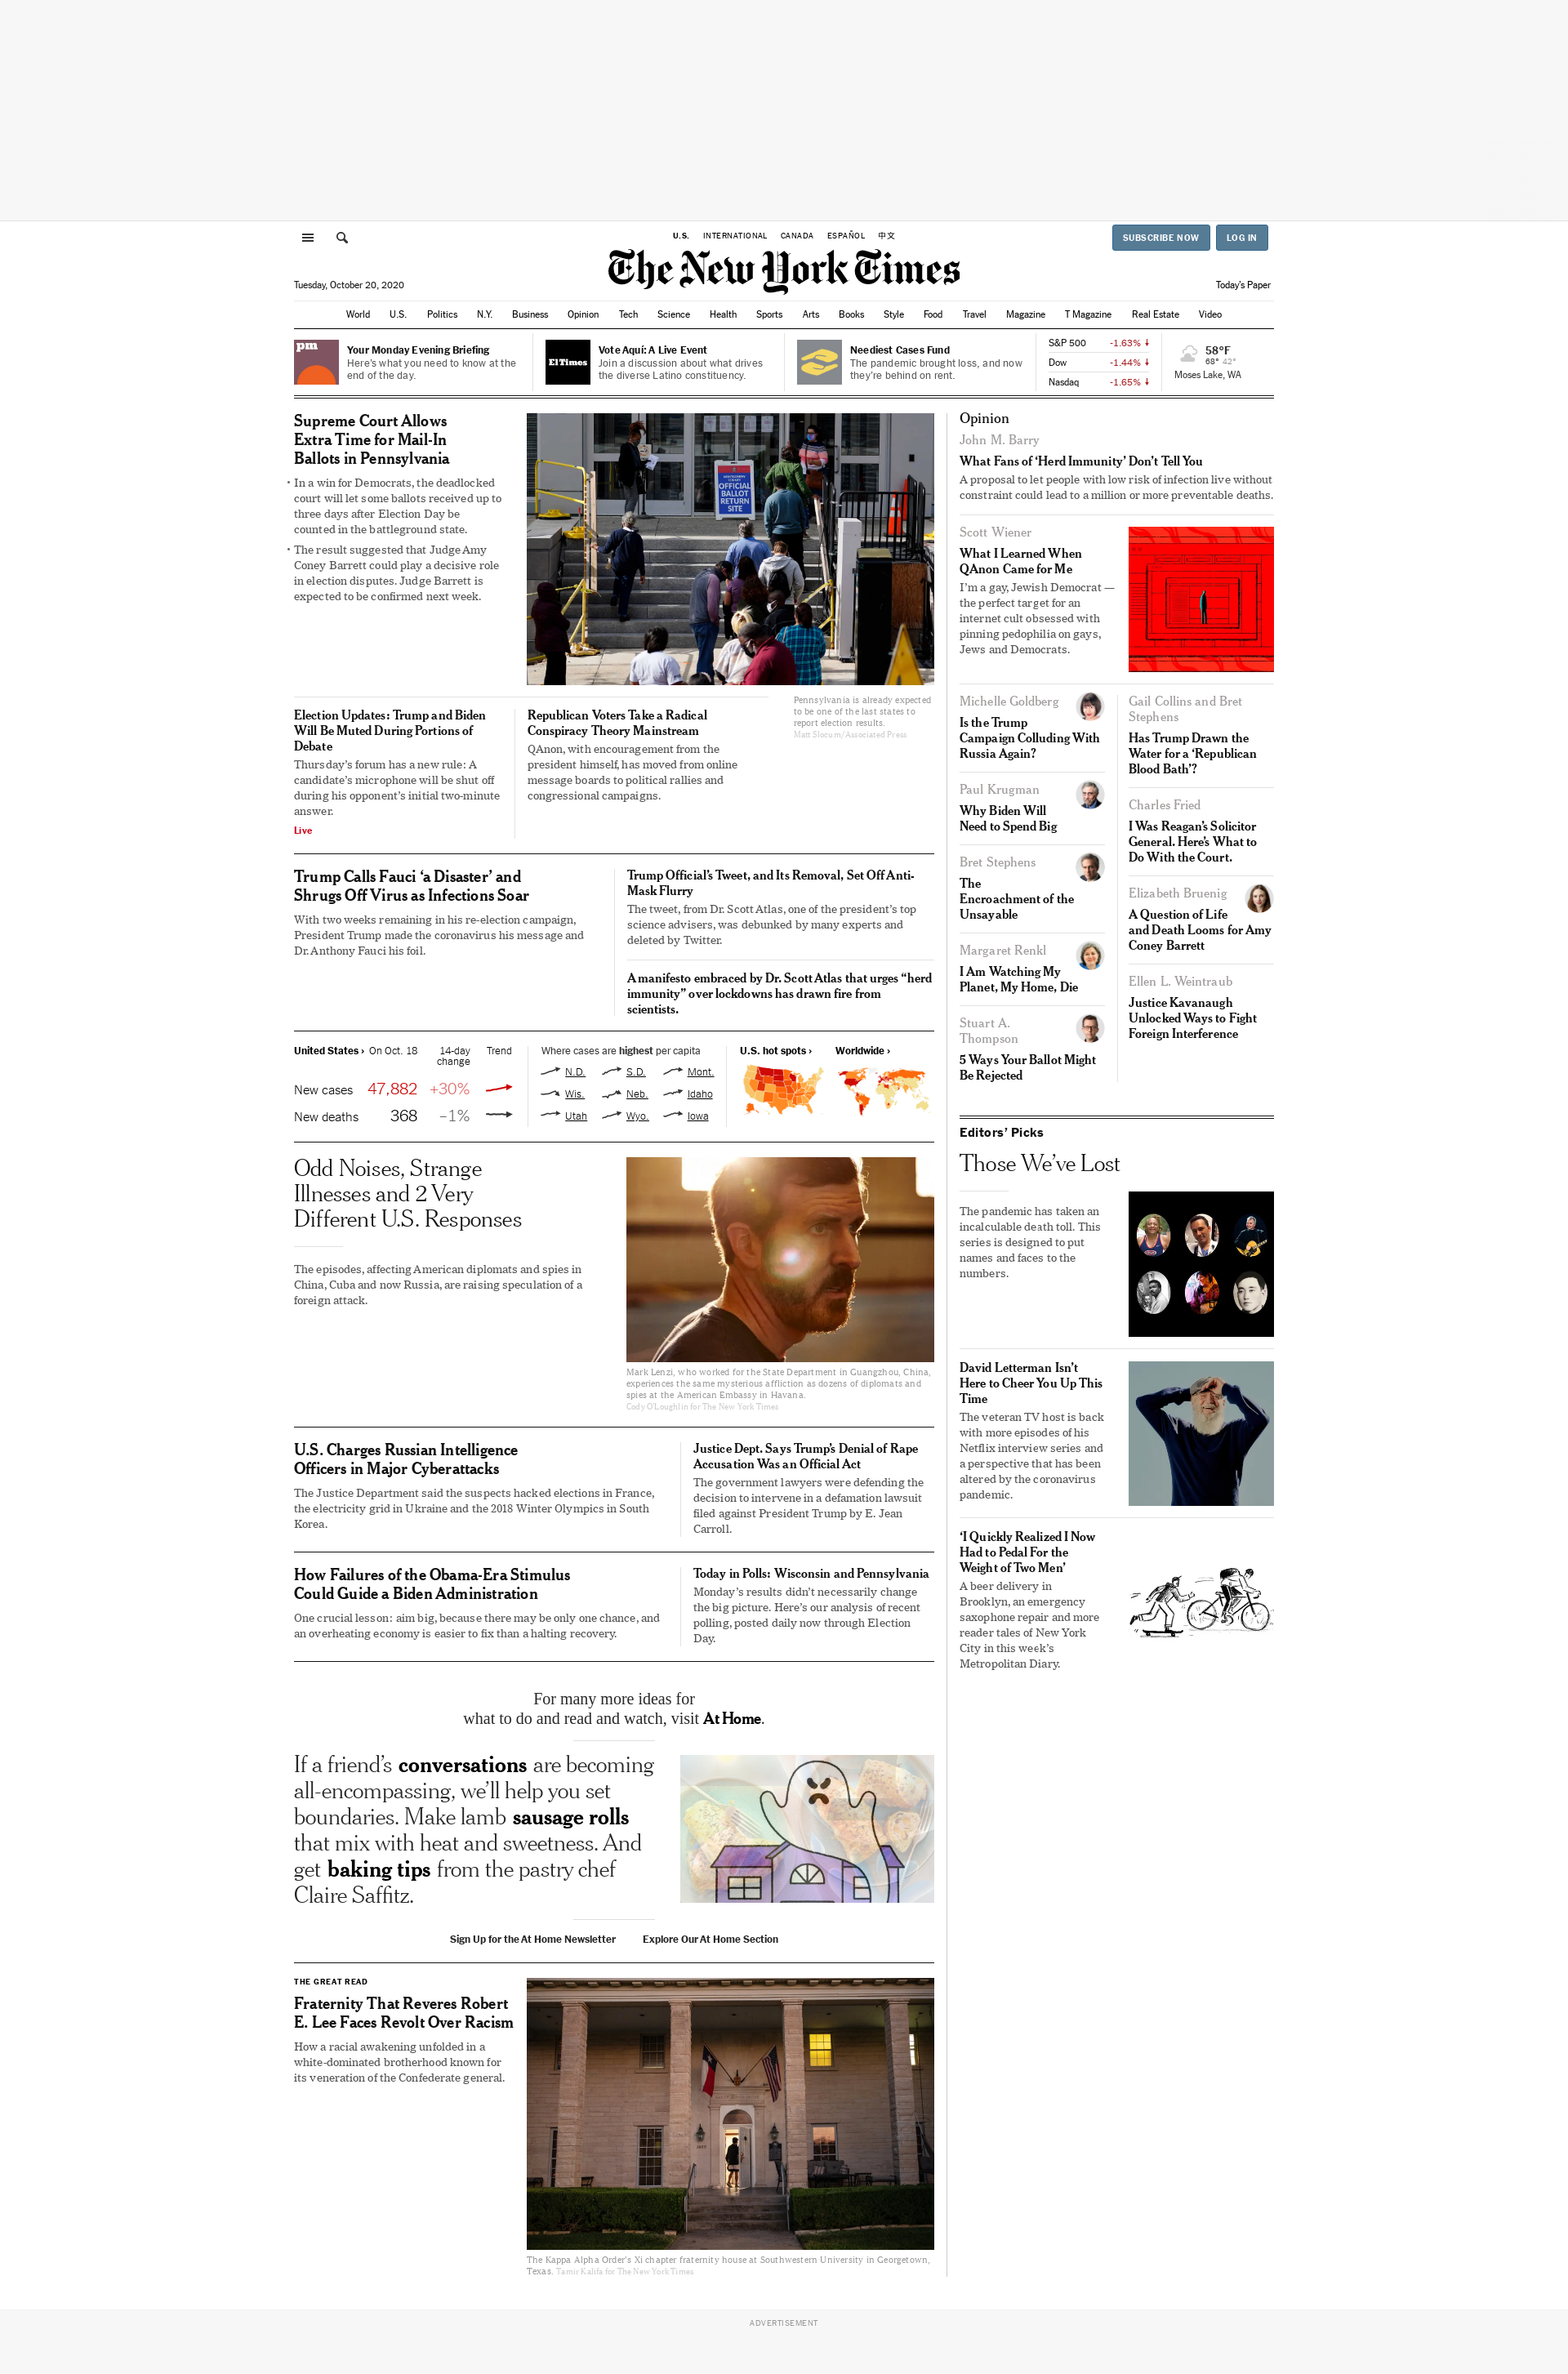 U.S. INTERNATIONAL CANADA ESPAÑOL 中文
SUBSCRIBE NOW LOG IN
The New York Times
Tuesday, October 20, 2020
Today's Paper
World U.S. Politics N.Y. Business Opinion Tech Science Health Sports Arts Books Style Food Travel Magazine T Magazine Real Estate Video
pm
Your Monday Evening Briefing
Here's what you need to know at the
end of the day.
El Times
Vote Aquí: A Live Event
Join a discussion about what drives
the diverse Latino constituency.
Neediest Cases Fund
The pandemic brought loss, and now
they're behind on rent.
S&P 500 -1.63%
Dow -1.44%
Nasdaq -1.65%
58°F
68° 42°
Moses Lake, WA
Supreme Court Allows
Extra Time for Mail-In
Ballots in Pennsylvania
• In a win for Democrats, the deadlocked
court will let some ballots received up to
three days after Election Day be
counted in the battleground state.
• The result suggested that Judge Amy
Coney Barrett could play a decisive role
in election disputes. Judge Barrett is
expected to be confirmed next week.
OFFICIAL
BALLOT
RETURN
SITE
Pennsylvania is already expected
to be one of the last states to
report election results.
Matt Slocum/Associated Press
Election Updates: Trump and Biden
Will Be Muted During Portions of
Debate
Thursday's forum has a new rule: A
candidate's microphone will be shut off
during his opponent's initial two-minute
answer.
Live
Republican Voters Take a Radical
Conspiracy Theory Mainstream
QAnon, with encouragement from the
president himself, has moved from online
message boards to political rallies and
congressional campaigns.
Trump Calls Fauci ‘a Disaster’ and
Shrugs Off Virus as Infections Soar
With two weeks remaining in his re-election campaign,
President Trump made the coronavirus his message and
Dr. Anthony Fauci his foil.
Trump Official’s Tweet, and Its Removal, Set Off Anti-
Mask Flurry
The tweet, from Dr. Scott Atlas, one of the president’s top
science advisers, was debunked by many experts and
deleted by Twitter.
A manifesto embraced by Dr. Scott Atlas that urges “herd
immunity” over lockdowns has drawn fire from
scientists.
United States › On Oct. 18 14-day Trend
change
New cases 47,882 +30%
New deaths 368 –1%
Where cases are highest per capita
N.D. S.D. Mont.
Wis. Neb. Idaho
Utah Wyo. Iowa
U.S. hot spots › Worldwide ›
Odd Noises, Strange
Illnesses and 2 Very
Different U.S. Responses
The episodes, affecting American diplomats and spies in
China, Cuba and now Russia, are raising speculation of a
foreign attack.
Mark Lenzi, who worked for the State Department in Guangzhou, China,
experiences the same mysterious affliction as dozens of diplomats and
spies at the American Embassy in Havana.
Cody O’Loughlin for The New York Times
U.S. Charges Russian Intelligence
Officers in Major Cyberattacks
The Justice Department said the suspects hacked elections in France,
the electricity grid in Ukraine and the 2018 Winter Olympics in South
Korea.
Justice Dept. Says Trump’s Denial of Rape
Accusation Was an Official Act
The government lawyers were defending the
decision to intervene in a defamation lawsuit
filed against President Trump by E. Jean
Carroll.
How Failures of the Obama-Era Stimulus
Could Guide a Biden Administration
One crucial lesson: aim big, because there may be only one chance, and
an overheating economy is easier to fix than a halting recovery.
Today in Polls: Wisconsin and Pennsylvania
Monday’s results didn’t necessarily change
the big picture. Here’s our analysis of recent
polling, posted daily now through Election
Day.
For many more ideas for
what to do and read and watch, visit At Home.
If a friend’s conversations are becoming
all-encompassing, we’ll help you set
boundaries. Make lamb sausage rolls
that mix with heat and sweetness. And
get baking tips from the pastry chef
Claire Saffitz.
Sign Up for the At Home Newsletter Explore Our At Home Section
THE GREAT READ
Fraternity That Reveres Robert
E. Lee Faces Revolt Over Racism
How a racial awakening unfolded in a
white-dominated brotherhood known for
its veneration of the Confederate general.
The Kappa Alpha Order’s Xi chapter fraternity house at Southwestern University in Georgetown,
Texas. Tamir Kalifa for The New York Times
Opinion
John M. Barry
What Fans of ‘Herd Immunity’ Don’t Tell You
A proposal to let people with low risk of infection live without
constraint could lead to a million or more preventable deaths.
Scott Wiener
What I Learned When
QAnon Came for Me
I’m a gay, Jewish Democrat —
the perfect target for an
internet cult obsessed with
pinning pedophilia on gays,
Jews and Democrats.
Michelle Goldberg
Is the Trump
Campaign Colluding With
Russia Again?
Paul Krugman
Why Biden Will
Need to Spend Big
Bret Stephens
The
Encroachment of the
Unsayable
Margaret Renkl
I Am Watching My
Planet, My Home, Die
Stuart A.
Thompson
5 Ways Your Ballot Might
Be Rejected
Gail Collins and Bret
Stephens
Has Trump Drawn the
Water for a ‘Republican
Blood Bath’?
Charles Fried
I Was Reagan’s Solicitor
General. Here’s What to
Do With the Court.
Elizabeth Bruenig
A Question of Life
and Death Looms for Amy
Coney Barrett
Ellen L. Weintraub
Justice Kavanaugh
Unlocked Ways to Fight
Foreign Interference
Editors’ Picks
Those We’ve Lost
The pandemic has taken an
incalculable death toll. This
series is designed to put
names and faces to the
numbers.
David Letterman Isn’t
Here to Cheer You Up This
Time
The veteran TV host is back
with more episodes of his
Netflix interview series and
a perspective that has been
altered by the coronavirus
pandemic.
‘I Quickly Realized I Now
Had to Pedal For the
Weight of Two Men’
A beer delivery in
Brooklyn, an emergency
saxophone repair and more
reader tales of New York
City in this week’s
Metropolitan Diary.
ADVERTISEMENT